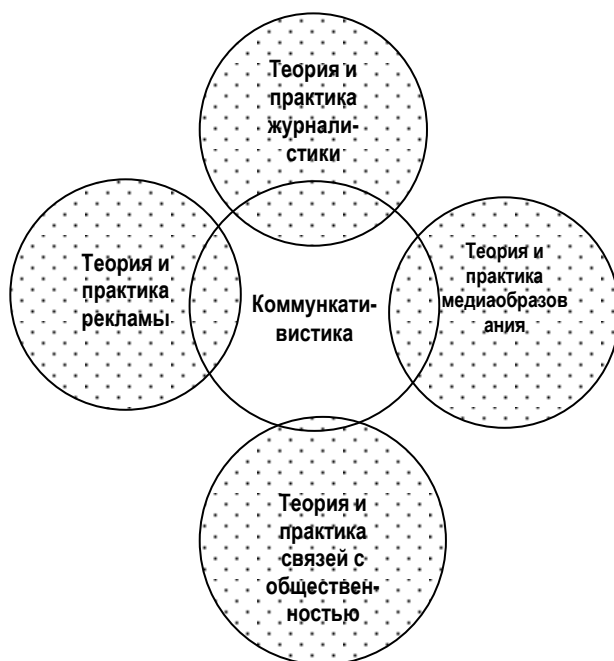 Теория и
практика
журнали-
стики
Теория и
практика
рекламы
Коммункати-
вистика
Теория и
практика
медиаобразов
ания
Теория и
практика
связей с
обществен-
ностью